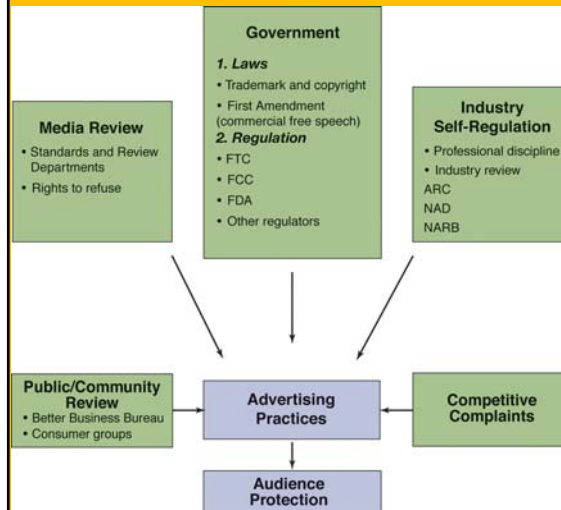 Government
1. Laws
• Trademark and copyright
• First Amendment
(commercial free speech)
2. Regulation
• FTC
• FCC
• FDA
• Other regulators
Media Review
• Standards and Review
Departments
• Rights to refuse
Industry
Self-Regulation
• Professional discipline
• Industry review
ARC
NAD
NARB
Public/Community
Review
• Better Business Bureau
• Consumer groups
Advertising
Practices
Competitive
Complaints
Audience
Protection